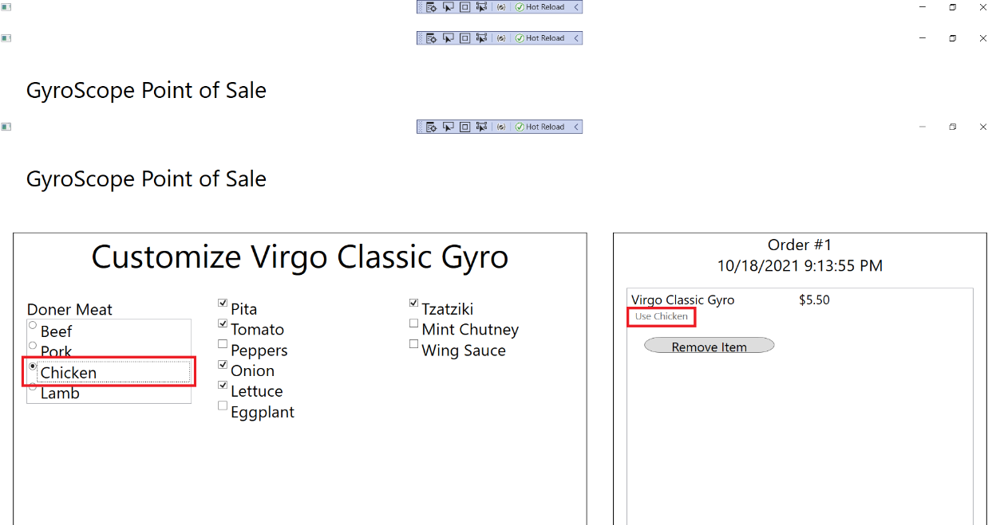 Hot Reload
Hot Reload
GyroScope Point of Sale
Hot Reload
GyroScope Point of Sale
Customize Virgo Classic Gyro
Doner Meat
Beef
Pork
Chicken
Lamb
Pita
Tomato
Peppers
Onion
Lettuce
Eggplant
Tzatziki
Mint Chutney
Wing Sauce
Order #1
10/18/2021 9:13:55 PM
Virgo Classic Gyro $5.50
Use Chicken
Remove Item